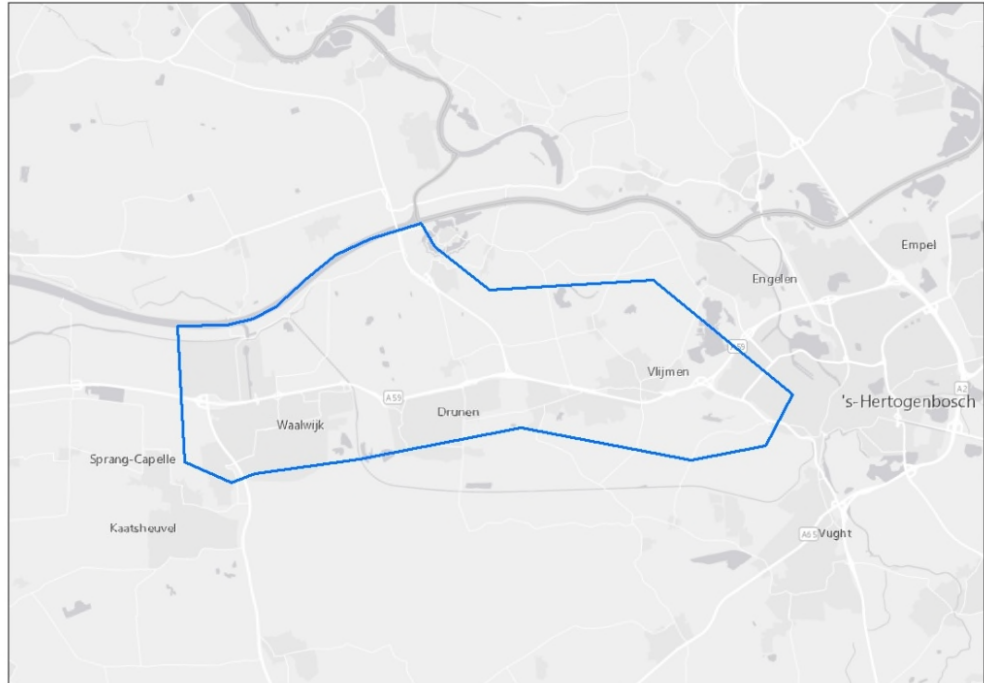 Empel
Engelen
A59
Vlijmen
A2
A59
's-Hertogenbosch
Drunen
Waalwijk
Sprang-Capelle
Kaatsheuvel
A65
Vught